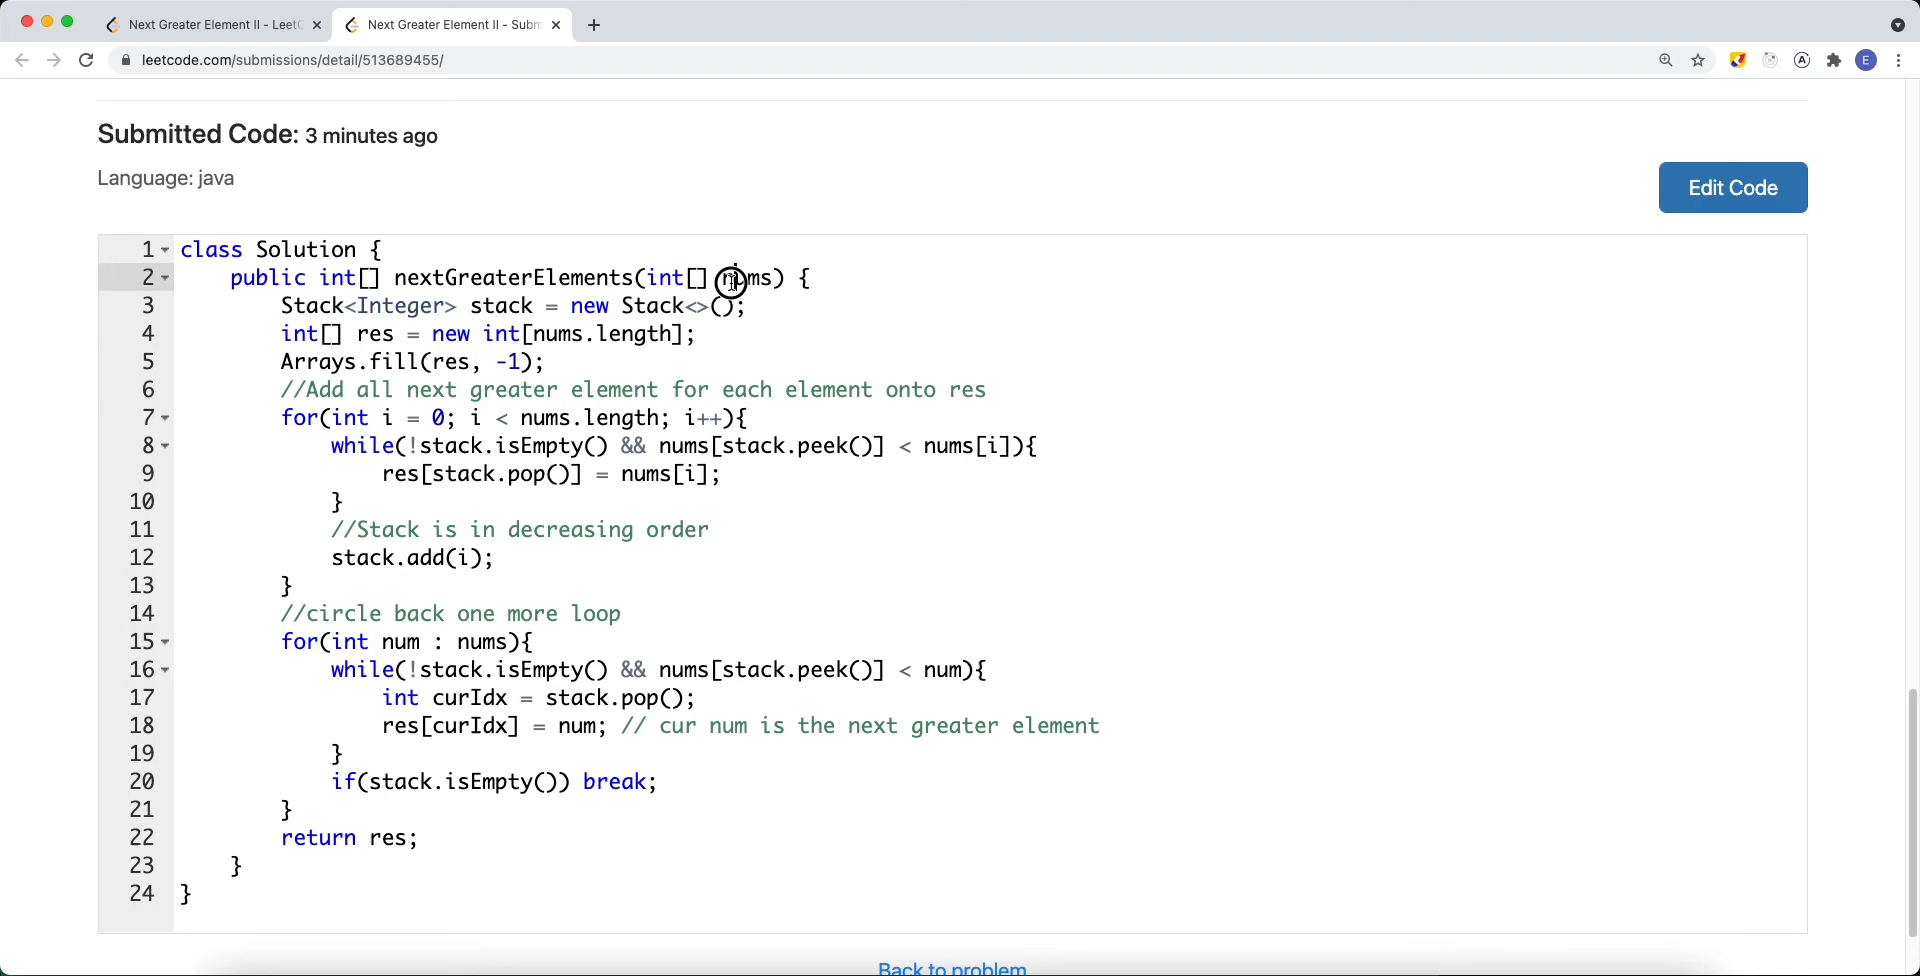 Next Greater Element II - LeetC
Next Greater Element II - Subm
leetcode.com/submissions/detail/513689455/
E
Submitted Code: 3 minutes ago
Language: java
Edit Code
1 class Solution {
2 public int[] nextGreaterElements(int[] nums) {
3 Stack<Integer> stack = new Stack<>();
4 int[] res = new int[nums.length];
5 Arrays.fill(res, -1);
6 //Add all next greater element for each element onto res
7 for(int i = 0; i < nums.length; i++){
8 while(!stack.isEmpty() && nums[stack.peek()] < nums[i]){
9 res[stack.pop()] = nums[i];
10 }
11 //Stack is in decreasing order
12 stack.add(i);
13 }
14 //circle back one more loop
15 for(int num : nums){
16 while(!stack.isEmpty() && nums[stack.peek()] < num){
17 int curIdx = stack.pop();
18 res[curIdx] = num; // cur num is the next greater element
19 }
20 if(stack.isEmpty()) break;
21 }
22 return res;
23 }
24 }
Back to problem